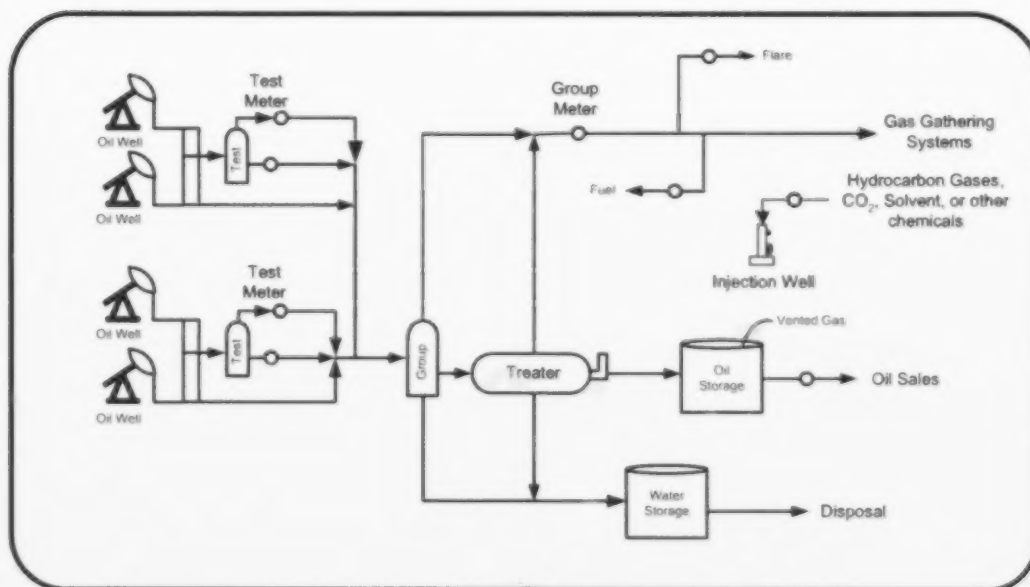 Flare
Test
Meter
Group
Meter
Oil Well
Test
Gas Gathering
Systems
Fuel
Hydrocarbon Gases,
CO₂, Solvent, or other
chemicals
Oil Well
Injection Well
Test
Meter
Vented Gas
Oil Well
Test
Group
Treater
Oil
Storage
Oil Sales
Oil Well
Water
Storage
Disposal